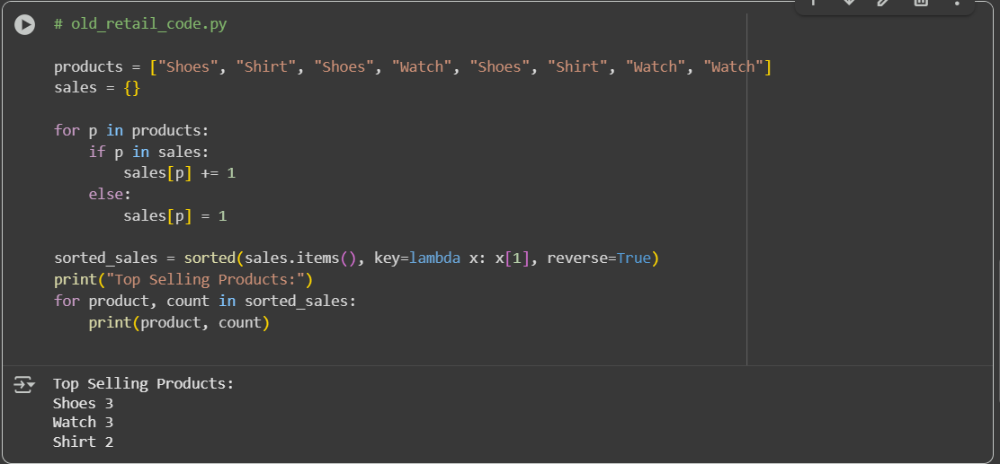 # old_retail_code.py
products = ["Shoes", "Shirt", "Shoes", "Watch", "Shoes", "Shirt", "Watch", "Watch"]
sales = {}
for p in products:
    if p in sales:
        sales[p] += 1
    else:
        sales[p] = 1
sorted_sales = sorted(sales.items(), key=lambda x: x[1], reverse=True)
print("Top Selling Products:")
for product, count in sorted_sales:
    print(product, count)
Top Selling Products:
Shoes 3
Watch 3
Shirt 2